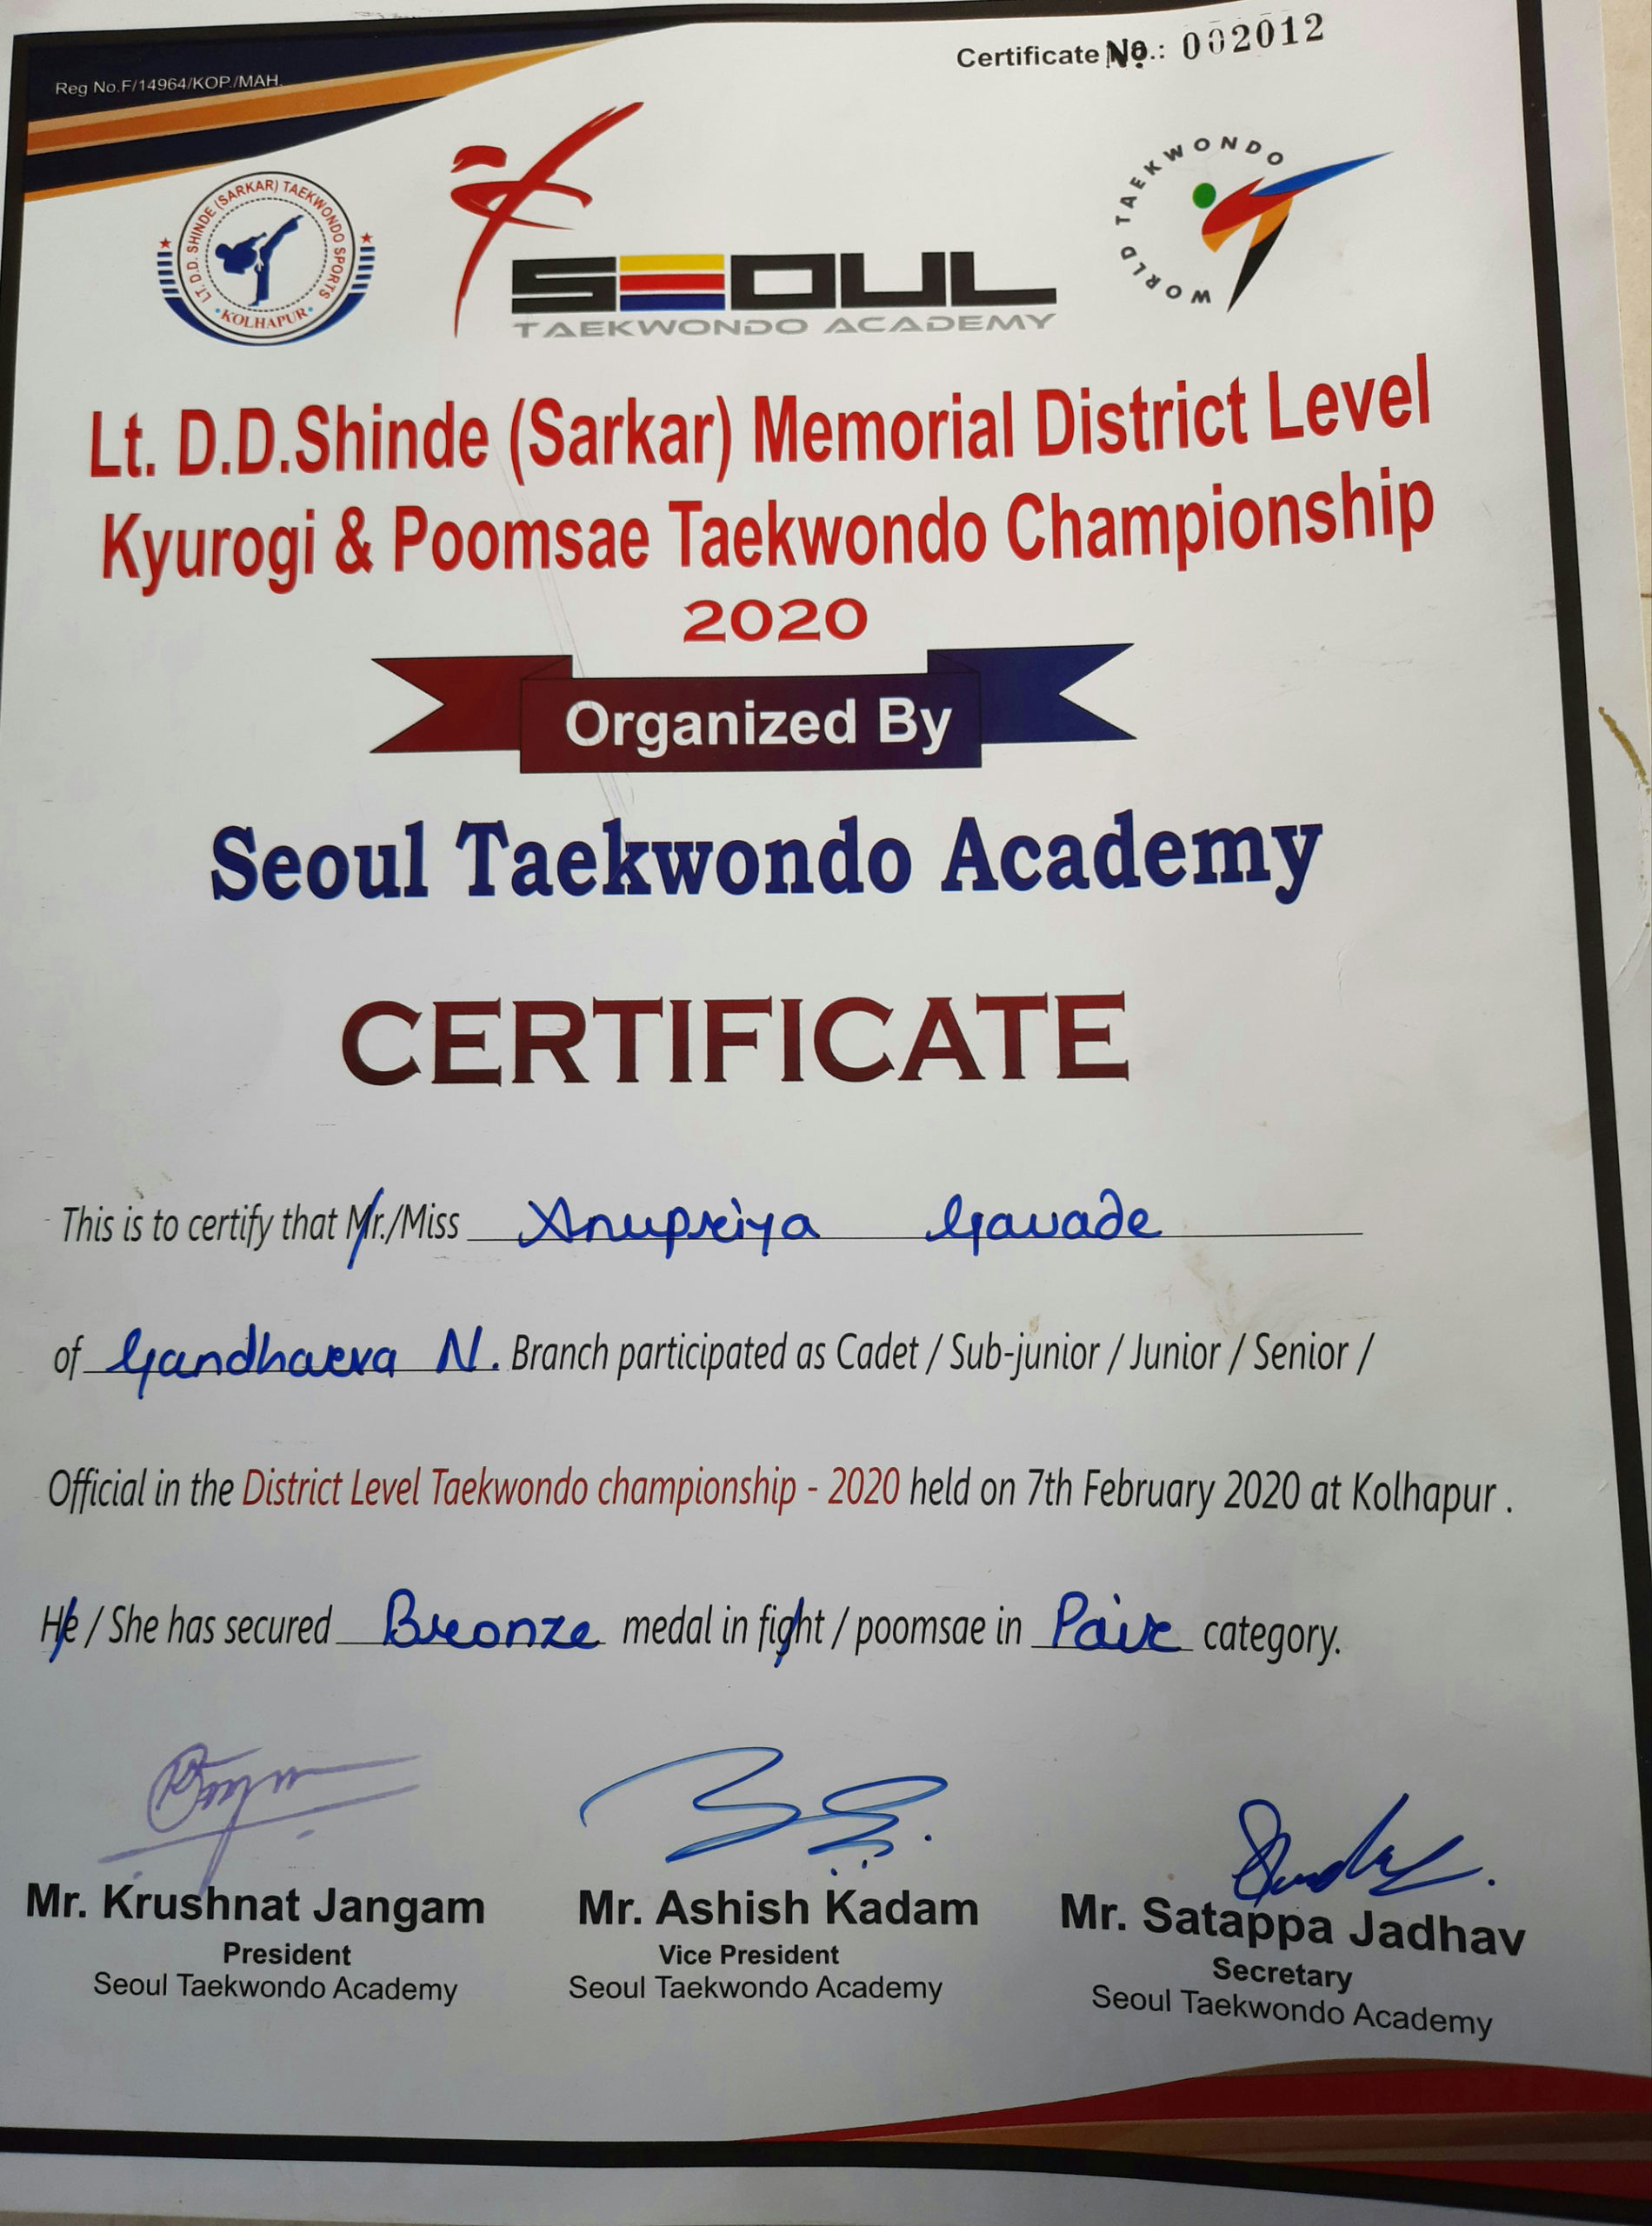 Reg No.F/14964/KOP./MAH.
Certificate No.: 002012
LT. D.D. SHINDE (SARKAR) TAEKWONDO SPORTS
KOLHAPUR
SEOUL
TAEKWONDO ACADEMY
WORLD TAEKWONDO
Lt. D.D.Shinde (Sarkar) Memorial District Level
Kyurogi & Poomsae Taekwondo Championship
2020
Organized By
Seoul Taekwondo Academy
CERTIFICATE
This is to certify that Mr./Miss Anupriya Gavade
of Gandharva N. Branch participated as Cadet / Sub-junior / Junior / Senior /
Official in the District Level Taekwondo championship - 2020 held on 7th February 2020 at Kolhapur .
He / She has secured Bronze medal in fight / poomsae in Pair category.
Mr. Krushnat Jangam
President
Seoul Taekwondo Academy
Mr. Ashish Kadam
Vice President
Seoul Taekwondo Academy
Mr. Satappa Jadhav
Secretary
Seoul Taekwondo Academy